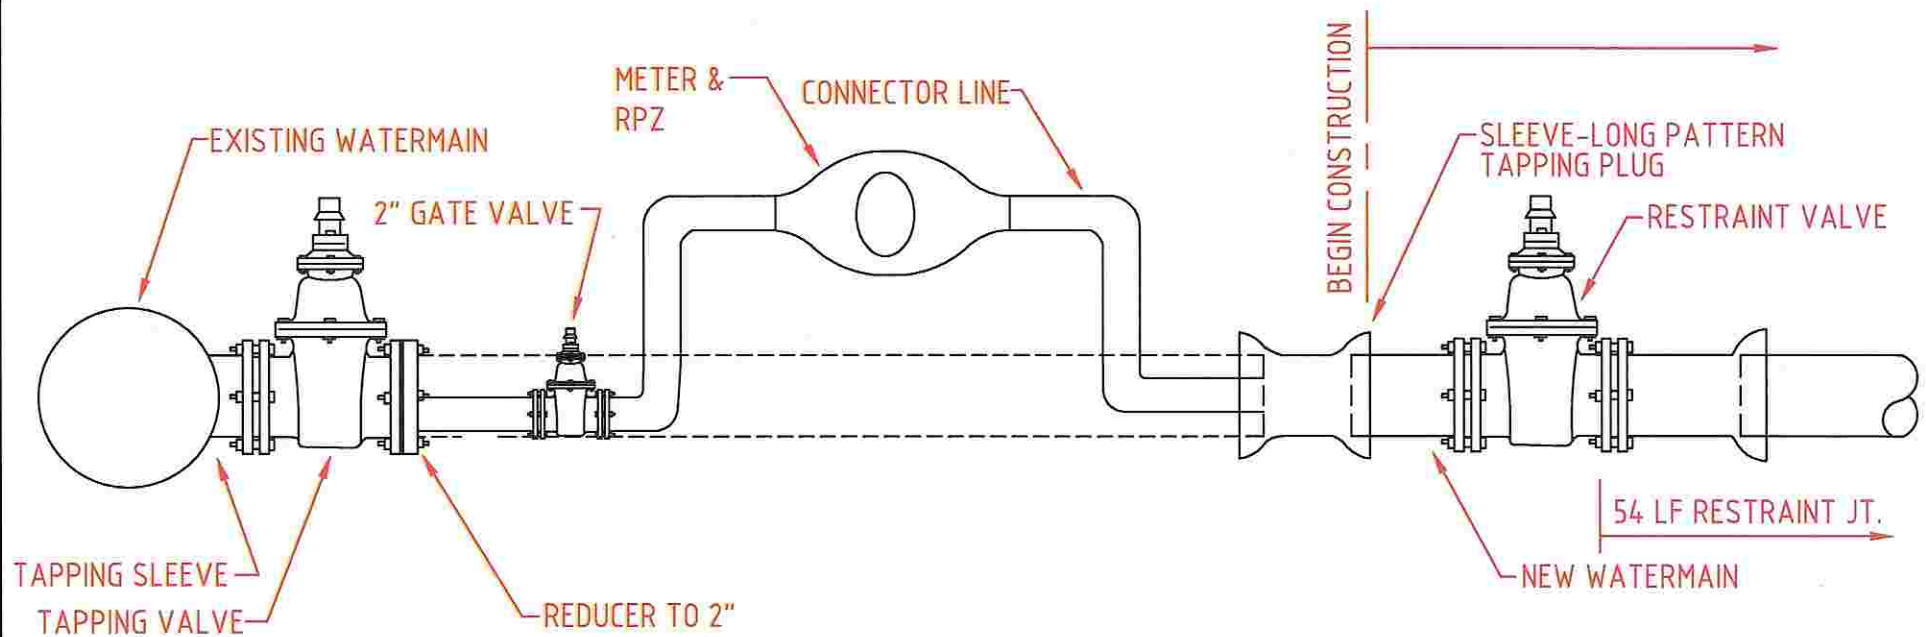 BEGIN CONSTRUCTION
METER &
RPZ
CONNECTOR LINE
EXISTING WATERMAIN
SLEEVE-LONG PATTERN
TAPPING PLUG
2" GATE VALVE
RESTRAINT VALVE
54 LF RESTRAINT JT.
TAPPING SLEEVE
NEW WATERMAIN
TAPPING VALVE
REDUCER TO 2"